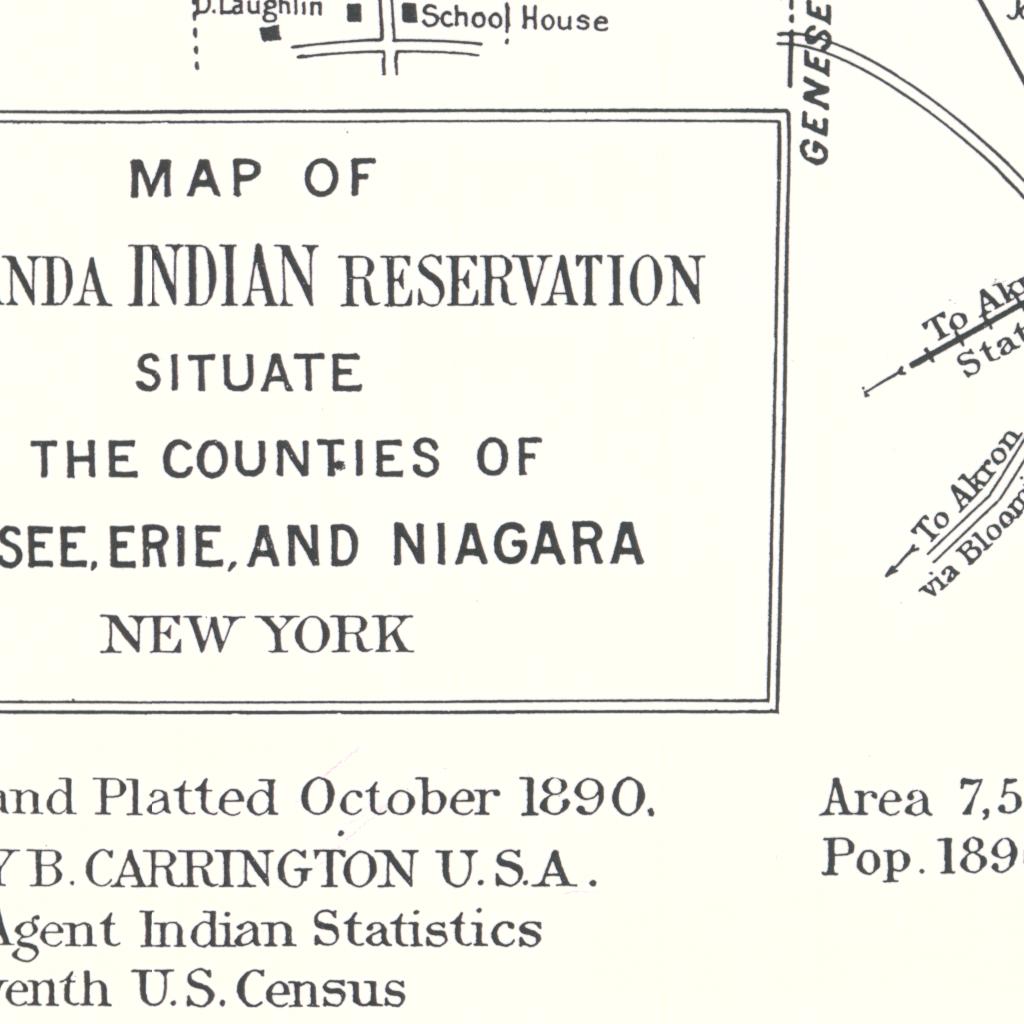 D. Laughlin
School House
GENESE
MAP OF
NDA INDIAN RESERVATION
SITUATE
THE COUNTIES OF
SEE, ERIE, AND NIAGARA
NEW YORK
To Akr
Stat
To Akron
via Bloomi
and Platted October 1890.
Y B. CARRINGTON U.S.A.
Agent Indian Statistics
venth U.S. Census
Area 7,5
Pop. 189